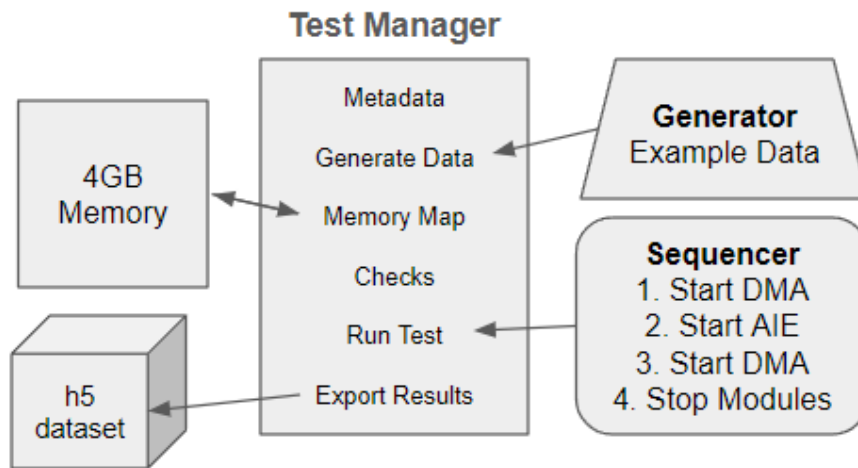 Test Manager
4GB
Memory
h5
dataset
Metadata
Generate Data
Memory Map
Checks
Run Test
Export Results
Generator
Example Data
Sequencer
1. Start DMA
2. Start AIE
3. Start DMA
4. Stop Modules